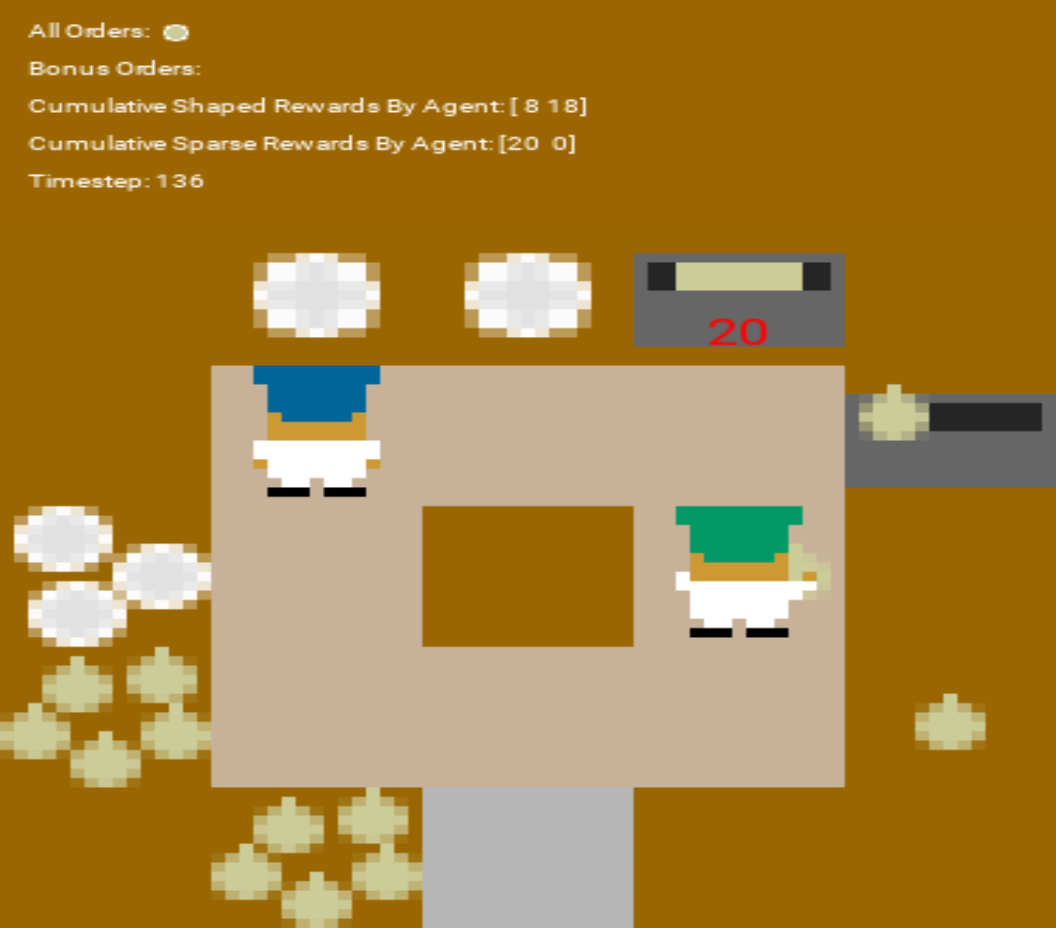 All Orders:
Bonus Orders:
Cumulative Shaped Rewards By Agent: [ 8 18]
Cumulative Sparse Rewards By Agent: [20  0]
Timestep: 136
20